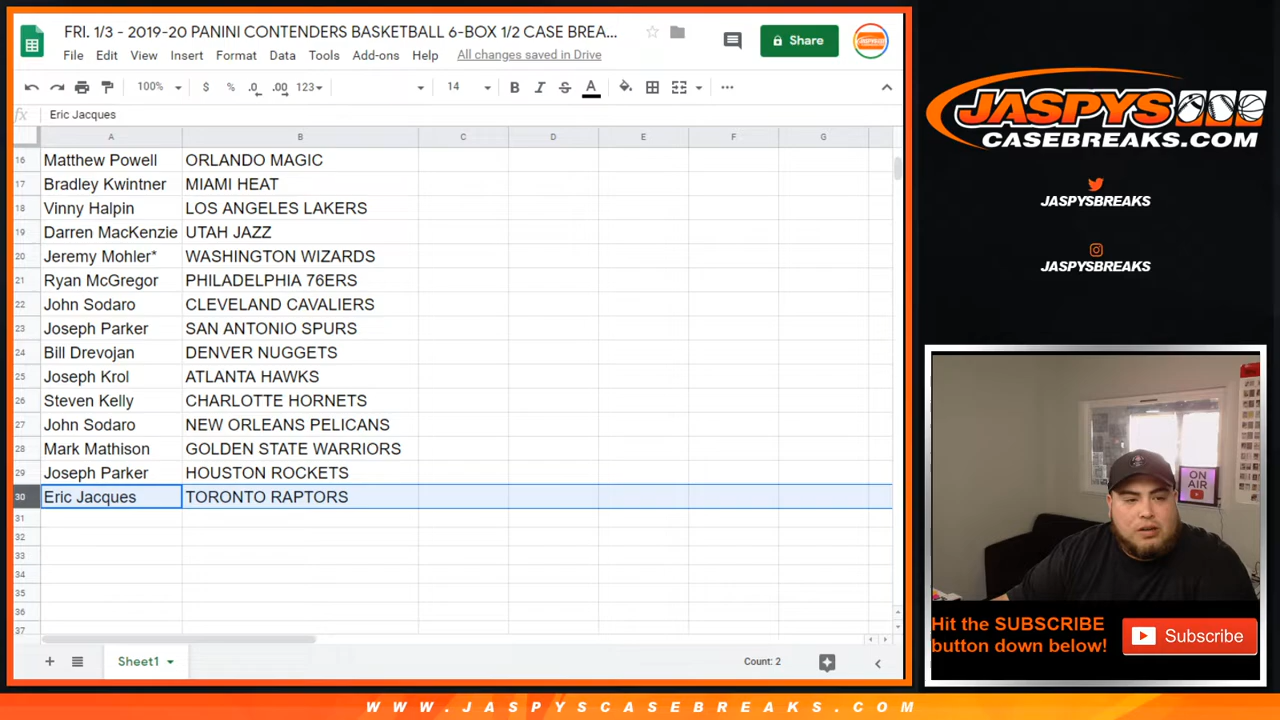 FRI. 1/3 - 2019-20 PANINI CONTENDERS BASKETBALL 6-BOX 1/2 CASE BREA...
File Edit View Insert Format Data Tools Add-ons Help All changes saved in Drive
Share
100% $ % .0 .00 123 14 B I S A
fx Eric Jacques
A B C D E F G
16 Matthew Powell ORLANDO MAGIC
17 Bradley Kwintner MIAMI HEAT
18 Vinny Halpin LOS ANGELES LAKERS
19 Darren MacKenzie UTAH JAZZ
20 Jeremy Mohler* WASHINGTON WIZARDS
21 Ryan McGregor PHILADELPHIA 76ERS
22 John Sodaro CLEVELAND CAVALIERS
23 Joseph Parker SAN ANTONIO SPURS
24 Bill Drevojan DENVER NUGGETS
25 Joseph Krol ATLANTA HAWKS
26 Steven Kelly CHARLOTTE HORNETS
27 John Sodaro NEW ORLEANS PELICANS
28 Mark Mathison GOLDEN STATE WARRIORS
29 Joseph Parker HOUSTON ROCKETS
30 Eric Jacques TORONTO RAPTORS
31
32
33
34
35
36
37
Sheet1
Count: 2
JASPYS
CASEBREAKS.COM
JASPYSBREAKS
JASPYSBREAKS
ON
AIR
Hit the SUBSCRIBE
button down below!
Subscribe
WWW.JASPYSCASEBREAKS.COM